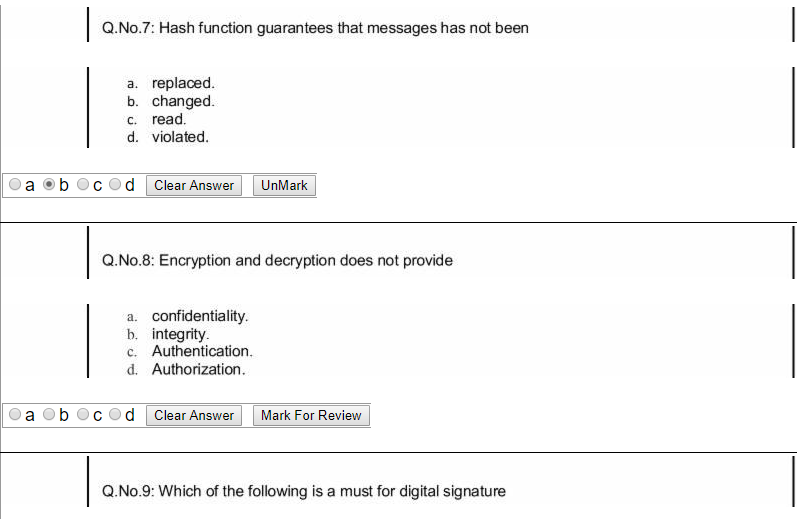 Q.No.7: Hash function guarantees that messages has not been
a. replaced.
b. changed.
c. read.
d. violated.
a b c d Clear Answer UnMark
Q.No.8: Encryption and decryption does not provide
a. confidentiality.
b. integrity.
c. Authentication.
d. Authorization.
a b c d Clear Answer Mark For Review
Q.No.9: Which of the following is a must for digital signature